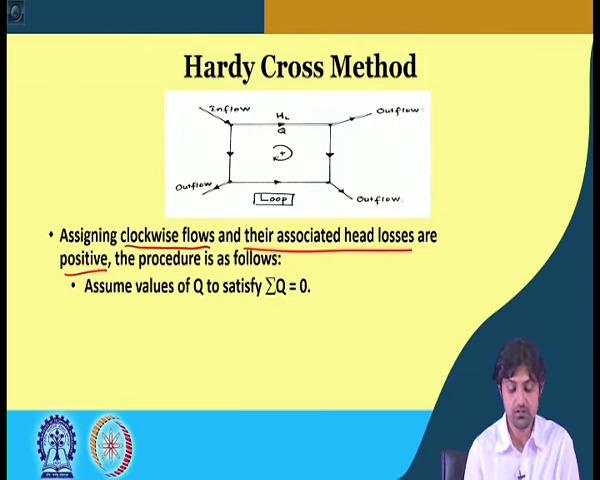 Hardy Cross Method
Inflow
HL
Outflow
Q
+
Outflow
Loop
Outflow
• Assigning clockwise flows and their associated head losses are
positive, the procedure is as follows:
• Assume values of Q to satisfy ∑Q = 0.